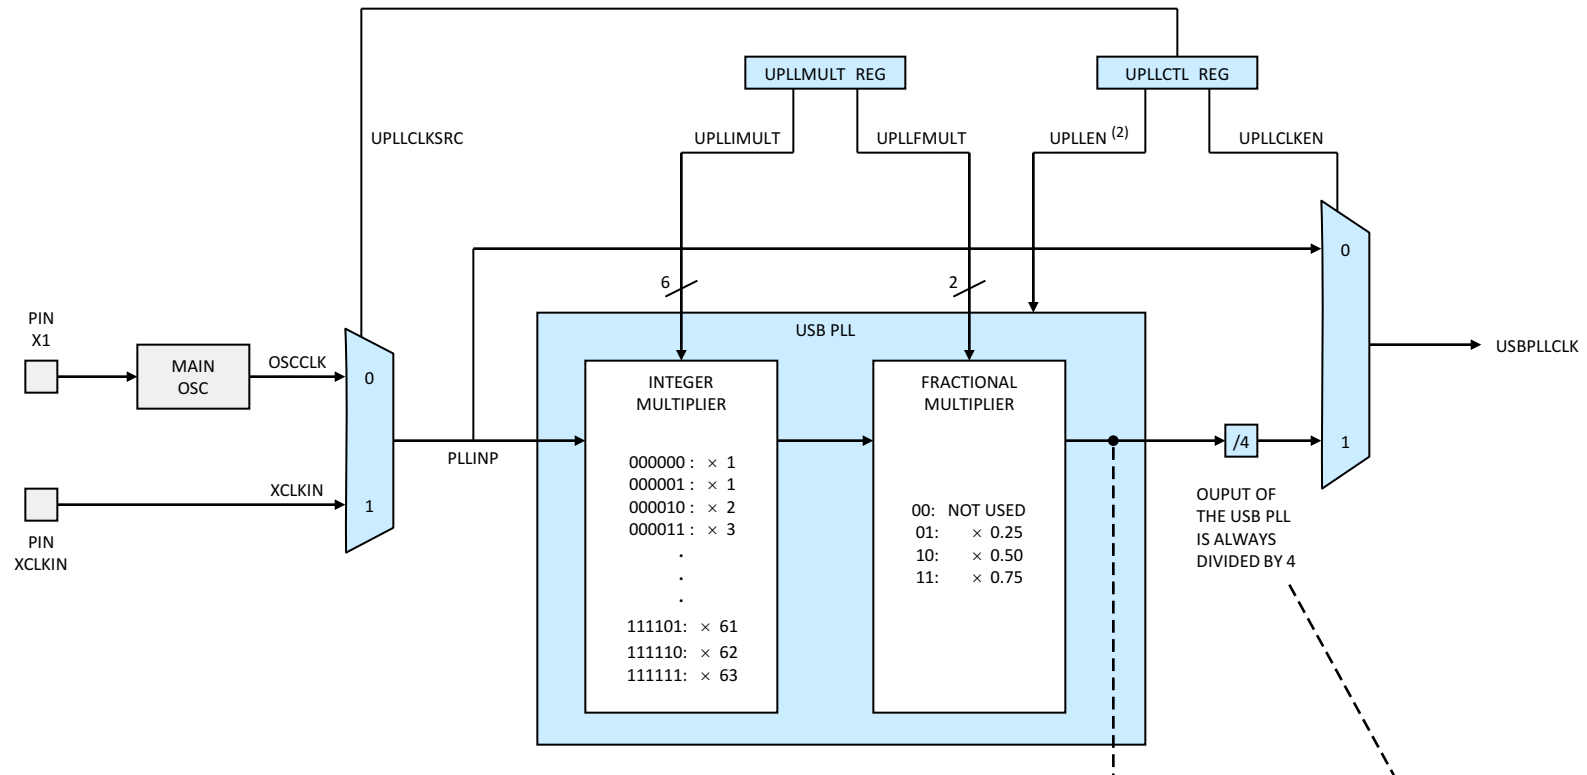 UPLLMULT REG
UPLLCTL REG
UPLLCLKSRC
UPLLIMULT
UPLLFMULT
UPLLEN (2)
UPLLCLKEN
0
6
2
PIN
X1
USB PLL
MAIN
OSC
OSCCLK
0
INTEGER
MULTIPLIER
FRACTIONAL
MULTIPLIER
USBPLLCLK
PLLINP
/4
1
000000 : × 1
000001 : × 1
000010 : × 2
000011 : × 3
.
.
.
111101: × 61
111110: × 62
111111: × 63
00: NOT USED
01: × 0.25
10: × 0.50
11: × 0.75
XCLKIN
1
PIN
XCLKIN
OUPUT OF
THE USB PLL
IS ALWAYS
DIVIDED BY 4